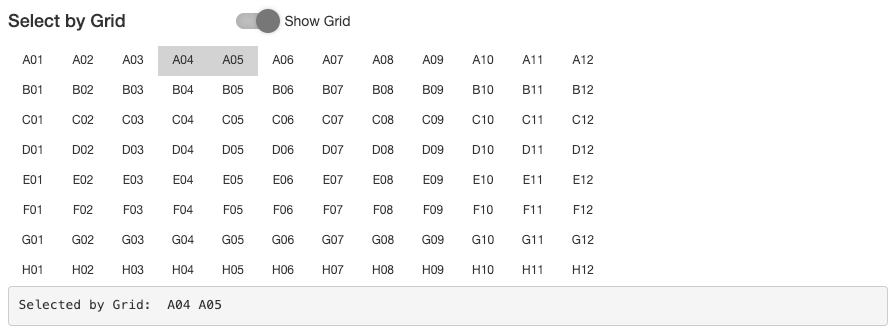 Select by Grid Show Grid
A01 A02 A03 A04 A05 A06 A07 A08 A09 A10 A11 A12
B01 B02 B03 B04 B05 B06 B07 B08 B09 B10 B11 B12
C01 C02 C03 C04 C05 C06 C07 C08 C09 C10 C11 C12
D01 D02 D03 D04 D05 D06 D07 D08 D09 D10 D11 D12
E01 E02 E03 E04 E05 E06 E07 E08 E09 E10 E11 E12
F01 F02 F03 F04 F05 F06 F07 F08 F09 F10 F11 F12
G01 G02 G03 G04 G05 G06 G07 G08 G09 G10 G11 G12
H01 H02 H03 H04 H05 H06 H07 H08 H09 H10 H11 H12
Selected by Grid: A04 A05